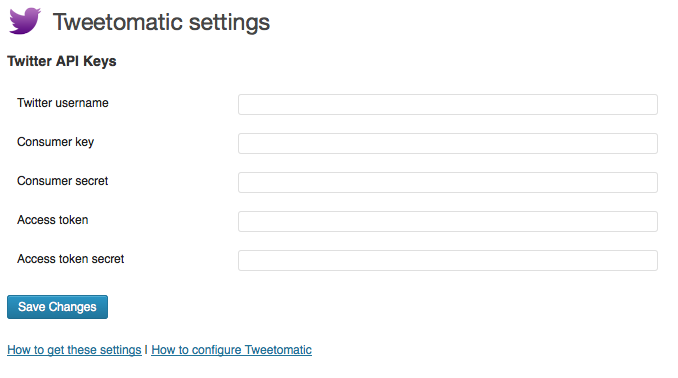 Tweetomatic settings
Twitter API Keys
Twitter username
Consumer key
Consumer secret
Access token
Access token secret
Save Changes
How to get these settings | How to configure Tweetomatic